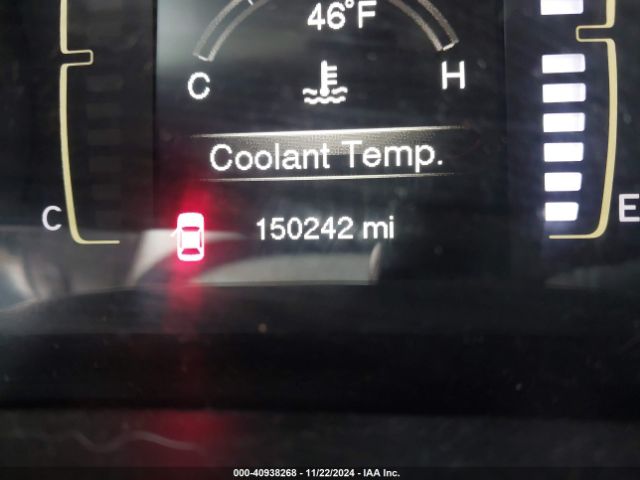 46°F
C H
Coolant Temp.
C 150242 mi E
000-40938268 - 11/22/2024 - IAA Inc.